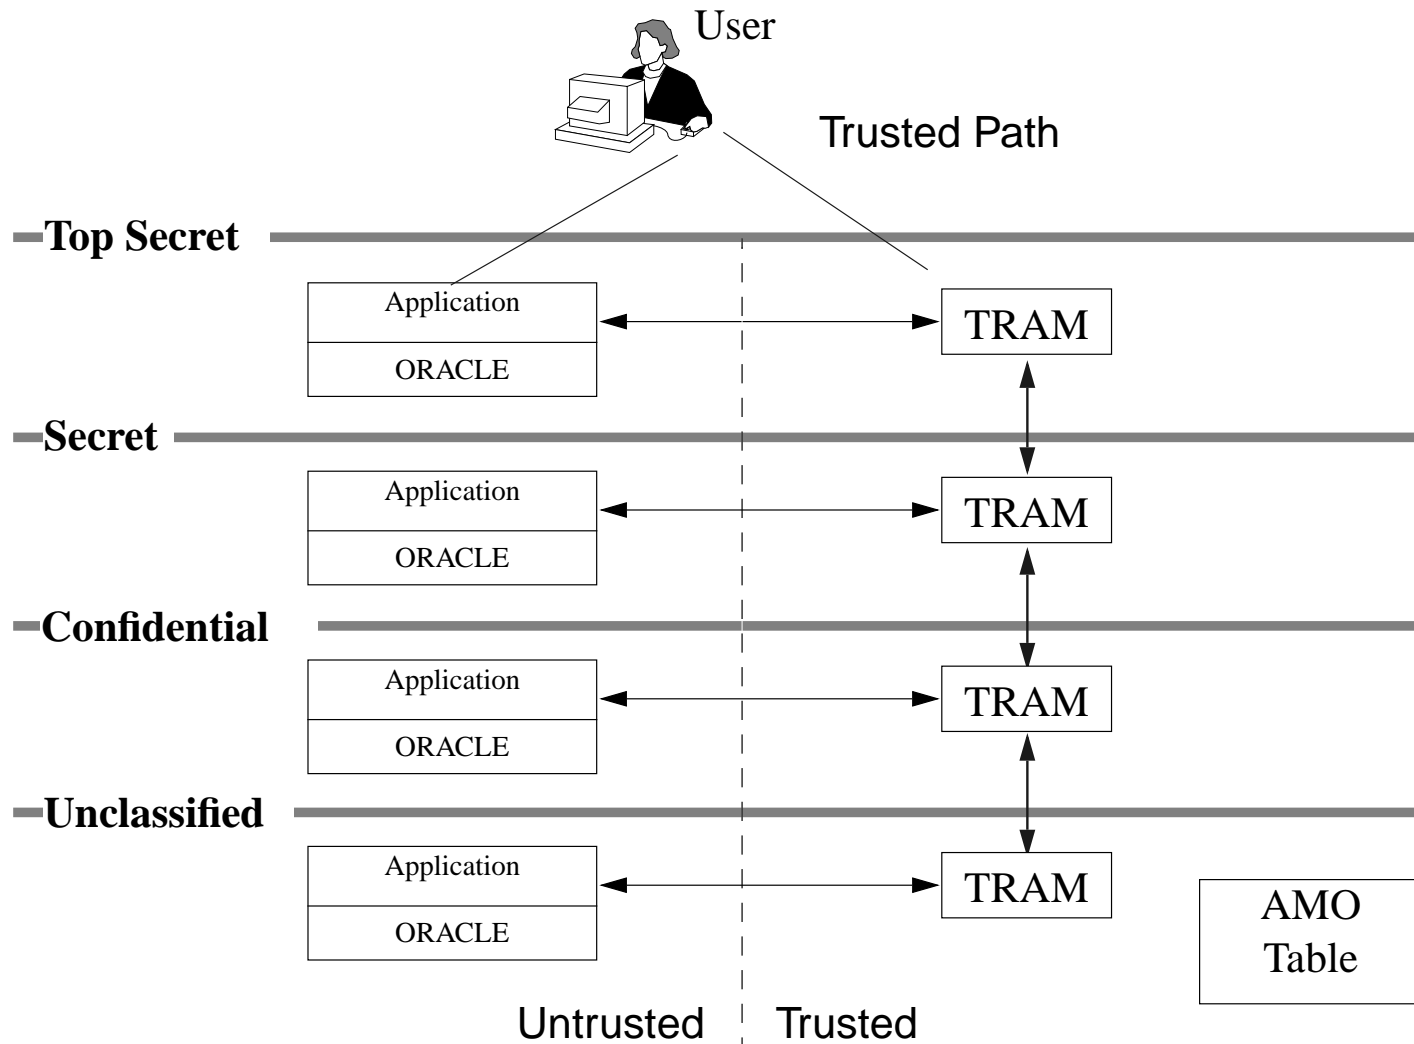 User
Trusted Path
Top Secret
Application
TRAM
ORACLE
Secret
Application
TRAM
ORACLE
Confidential
Application
TRAM
ORACLE
Unclassified
Application
TRAM
ORACLE
AMO
Table
Untrusted
Trusted